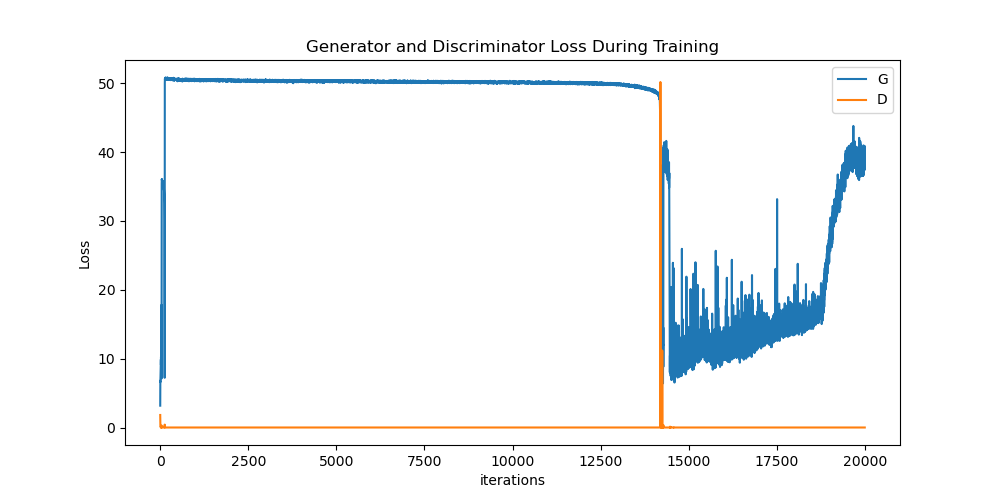 Generator and Discriminator Loss During Training
G
D
50
40
30
20
10
0
Loss
0 2500 5000 7500 10000 12500 15000 17500 20000
iterations